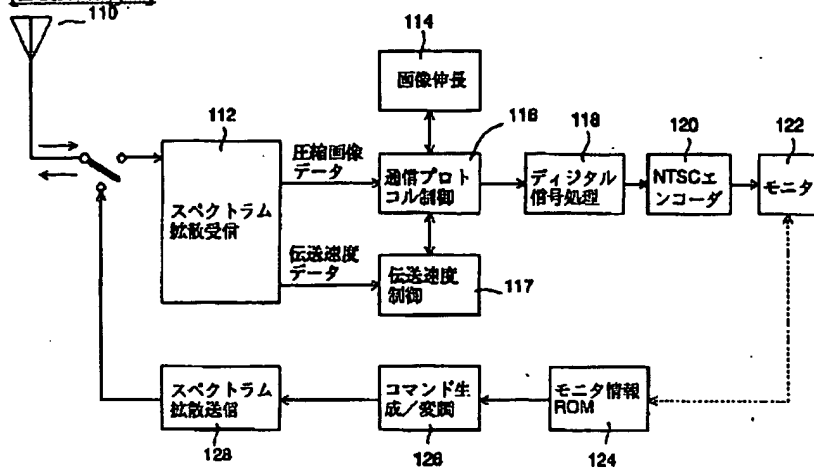 110
114
画像伸長
112
116
118
120
122
圧縮画像
データ
通信プロト
コル制御
ディジタル
信号処理
NTSCエ
ンコーダ
モニタ
スペクトラム
拡散受信
伝送速度
データ
伝送速度
制御
117
スペクトラム
拡散送信
コマンド生
成/変調
モニタ情報
ROM
128
126
124